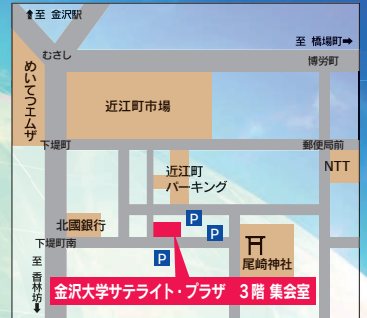 ⬆至 金沢駅
至 橋場町➡
むさし
博労町
めいてつエムザ
近江町市場
下堤町
郵便局前
近江町
パーキング
NTT
P
北國銀行
P
下堤町南
P
尾崎神社
至 香林坊⬇
金沢大学サテライト・プラザ 3階 集会室